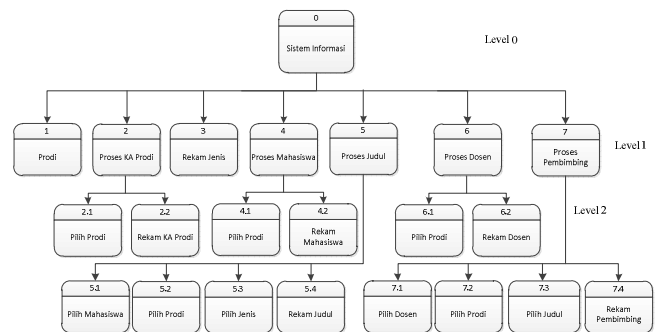 0
Sistem Informasi
Level 0
1
Prodi
2
Proses KA Prodi
3
Rekam Jenis
4
Proses Mahasiswa
5
Proses Judul
6
Proses Dosen
7
Proses
Pembimbing
Level 1
2.1
Pilih Prodi
2.2
Rekam KA Prodi
4.1
Pilih Prodi
4.2
Rekam
Mahasiswa
6.1
Pilih Prodi
6.2
Rekam Dosen
Level 2
5.1
Pilih Mahasiswa
5.2
Pilih Prodi
5.3
Pilih Jenis
5.4
Rekam Judul
7.1
Pilih Dosen
7.2
Pilih Prodi
7.3
Pilih Judul
7.4
Rekam
Pembimbing